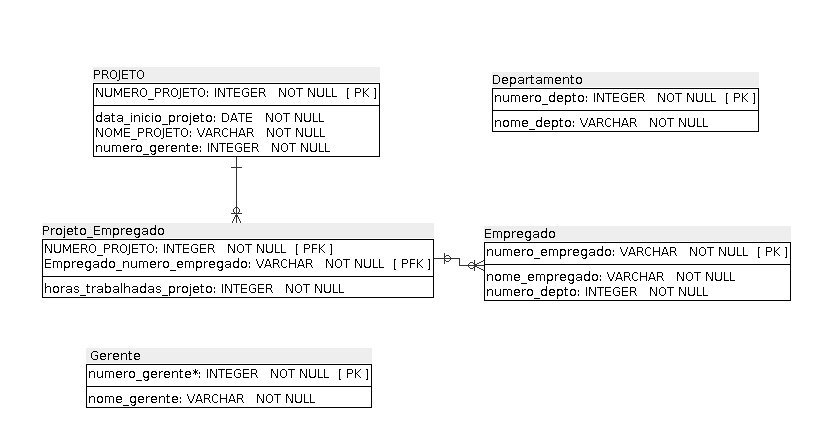 PROJETO
NUMERO_PROJETO: INTEGER NOT NULL [ PK ]
data_inicio_projeto: DATE NOT NULL
NOME_PROJETO: VARCHAR NOT NULL
numero_gerente: INTEGER NOT NULL
Departamento
numero_depto: INTEGER NOT NULL [ PK ]
nome_depto: VARCHAR NOT NULL
Projeto_Empregado
NUMERO_PROJETO: INTEGER NOT NULL [ PFK ]
Empregado_numero_empregado: VARCHAR NOT NULL [ PFK ]
horas_trabalhadas_projeto: INTEGER NOT NULL
Empregado
numero_empregado: VARCHAR NOT NULL [ PK ]
nome_empregado: VARCHAR NOT NULL
numero_depto: INTEGER NOT NULL
Gerente
numero_gerente*: INTEGER NOT NULL [ PK ]
nome_gerente: VARCHAR NOT NULL